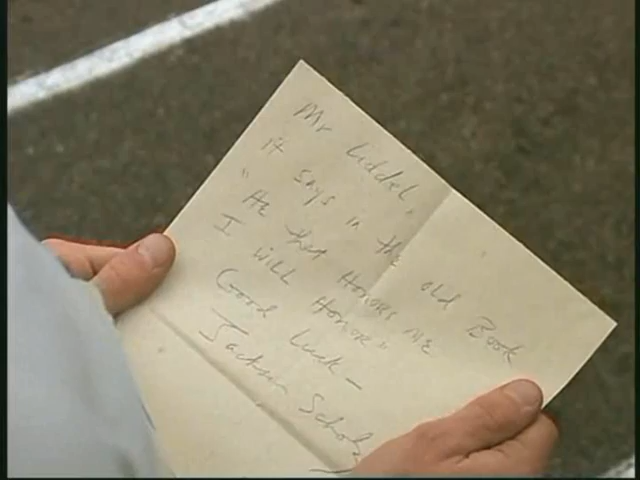 Mr Liddel,
it says in the old Book
"He that Honors me
I will Honor"
Good luck—
Jackson Scholz